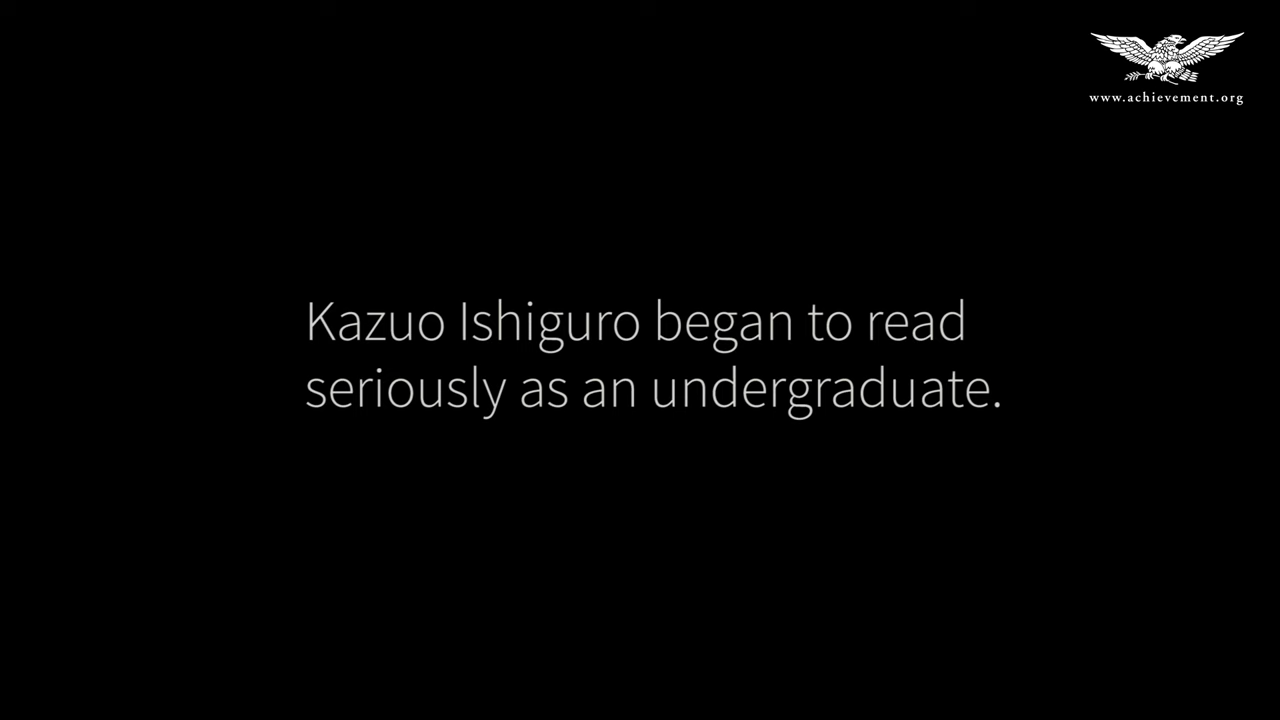 www.achievement.org
Kazuo Ishiguro began to read
seriously as an undergraduate.